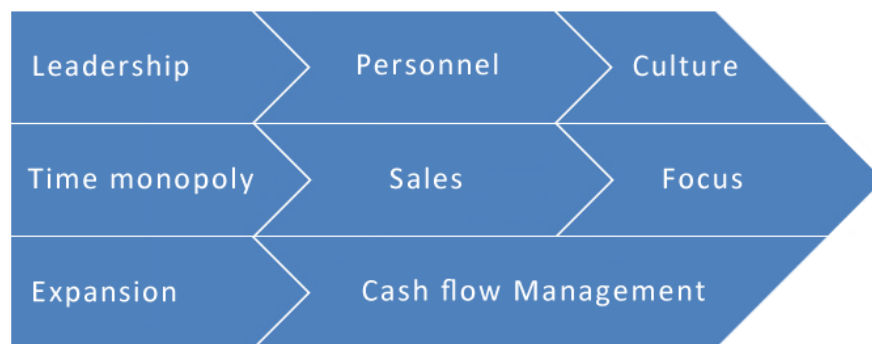 Leadership Personnel Culture
Time monopoly Sales Focus
Expansion Cash flow Management